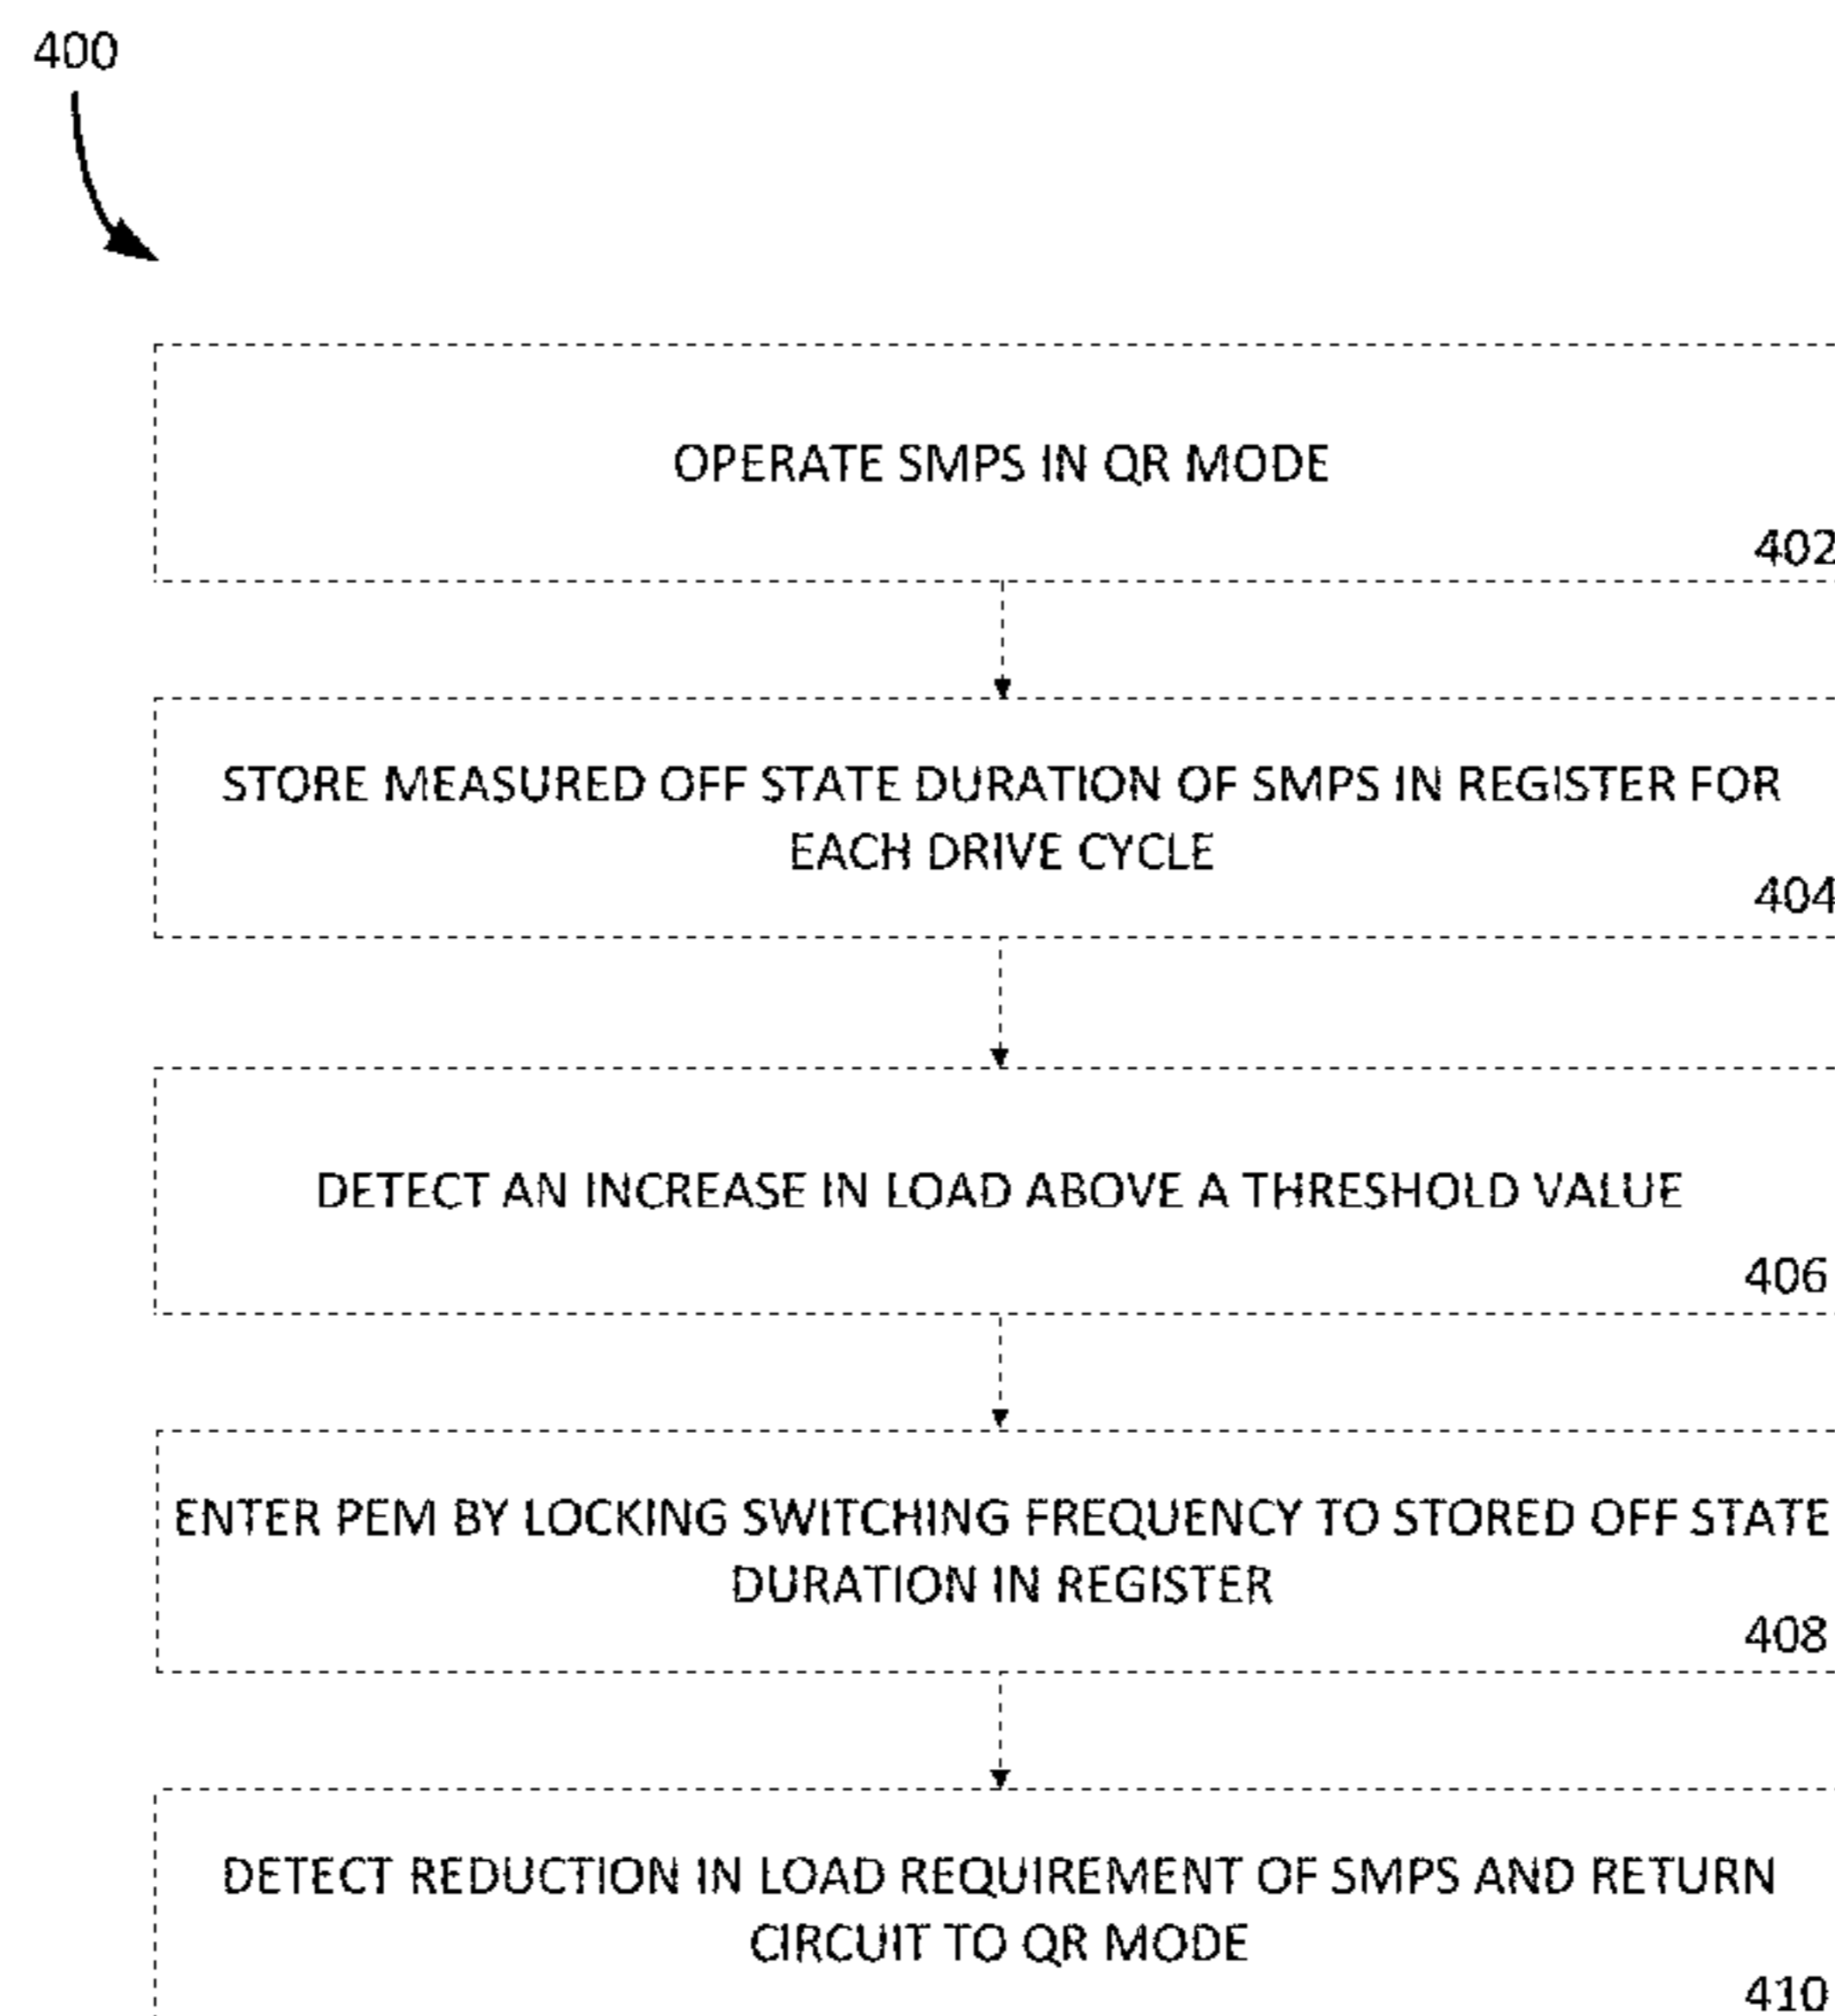 400
OPERATE SMPS IN QR MODE
402
STORE MEASURED OFF STATE DURATION OF SMPS IN REGISTER FOR
EACH DRIVE CYCLE
404
DETECT AN INCREASE IN LOAD ABOVE A THRESHOLD VALUE
406
ENTER PEM BY LOCKING SWITCHING FREQUENCY TO STORED OFF STATE
DURATION IN REGISTER
408
DETECT REDUCTION IN LOAD REQUIREMENT OF SMPS AND RETURN
CIRCUIT TO QR MODE
410